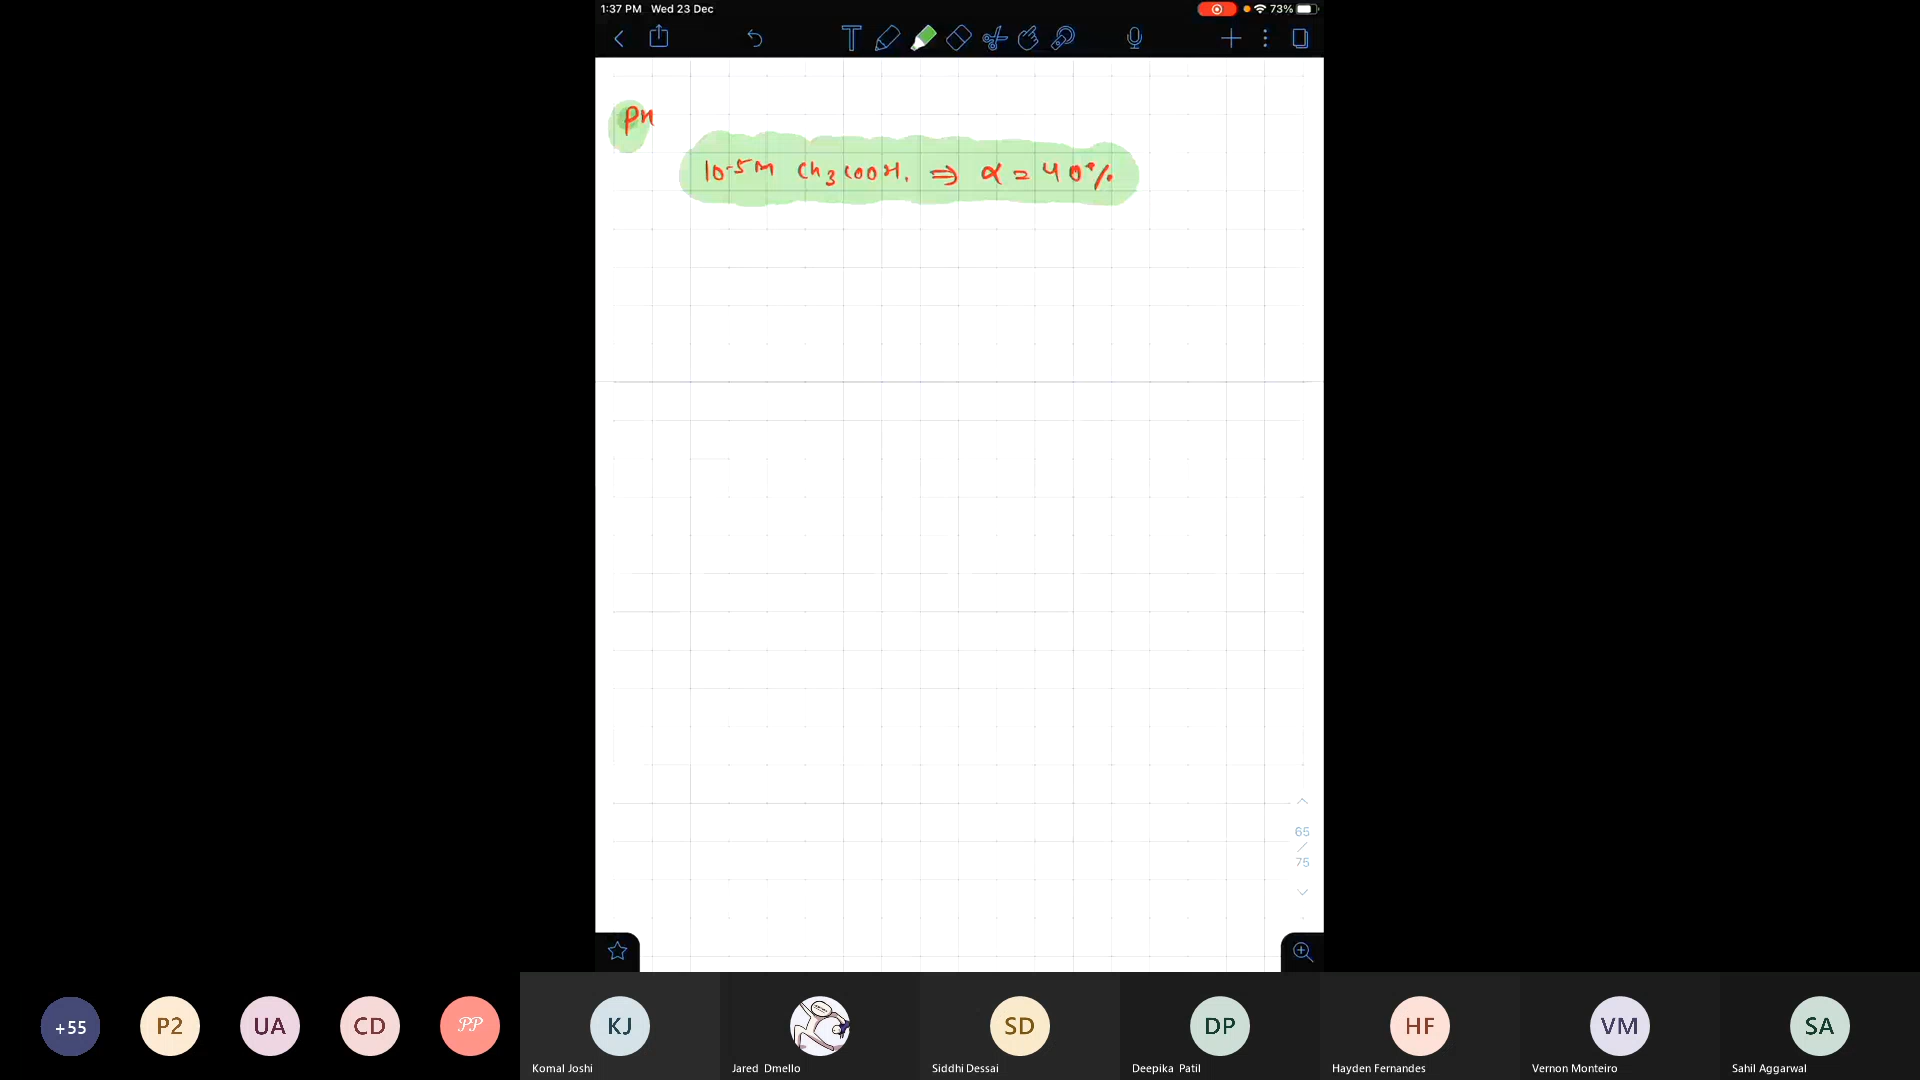 1:37 PM Wed 23 Dec
73%
T
PH
10-5M CH3COOH. ⇒ α = 40%
65
/
75
+55
P2
UA
CD
PP
KJ
SD
DP
HF
VM
SA
Komal Joshi
Jared Dmello
Siddhi Dessai
Deepika Patil
Hayden Fernandes
Vernon Monteiro
Sahil Aggarwal